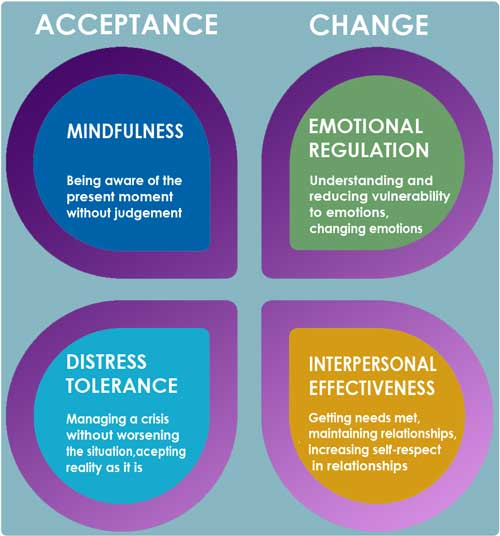 ACCEPTANCE
CHANGE
MINDFULNESS
Being aware of the
present moment
without judgement
EMOTIONAL
REGULATION
Understanding and
reducing vulnerability
to emotions,
changing emotions
DISTRESS
TOLERANCE
Managing a crisis
without worsening
the situation,acepting
reality as it is
INTERPERSONAL
EFFECTIVENESS
Getting needs met,
maintaining relationships,
increasing self-respect
in relationships